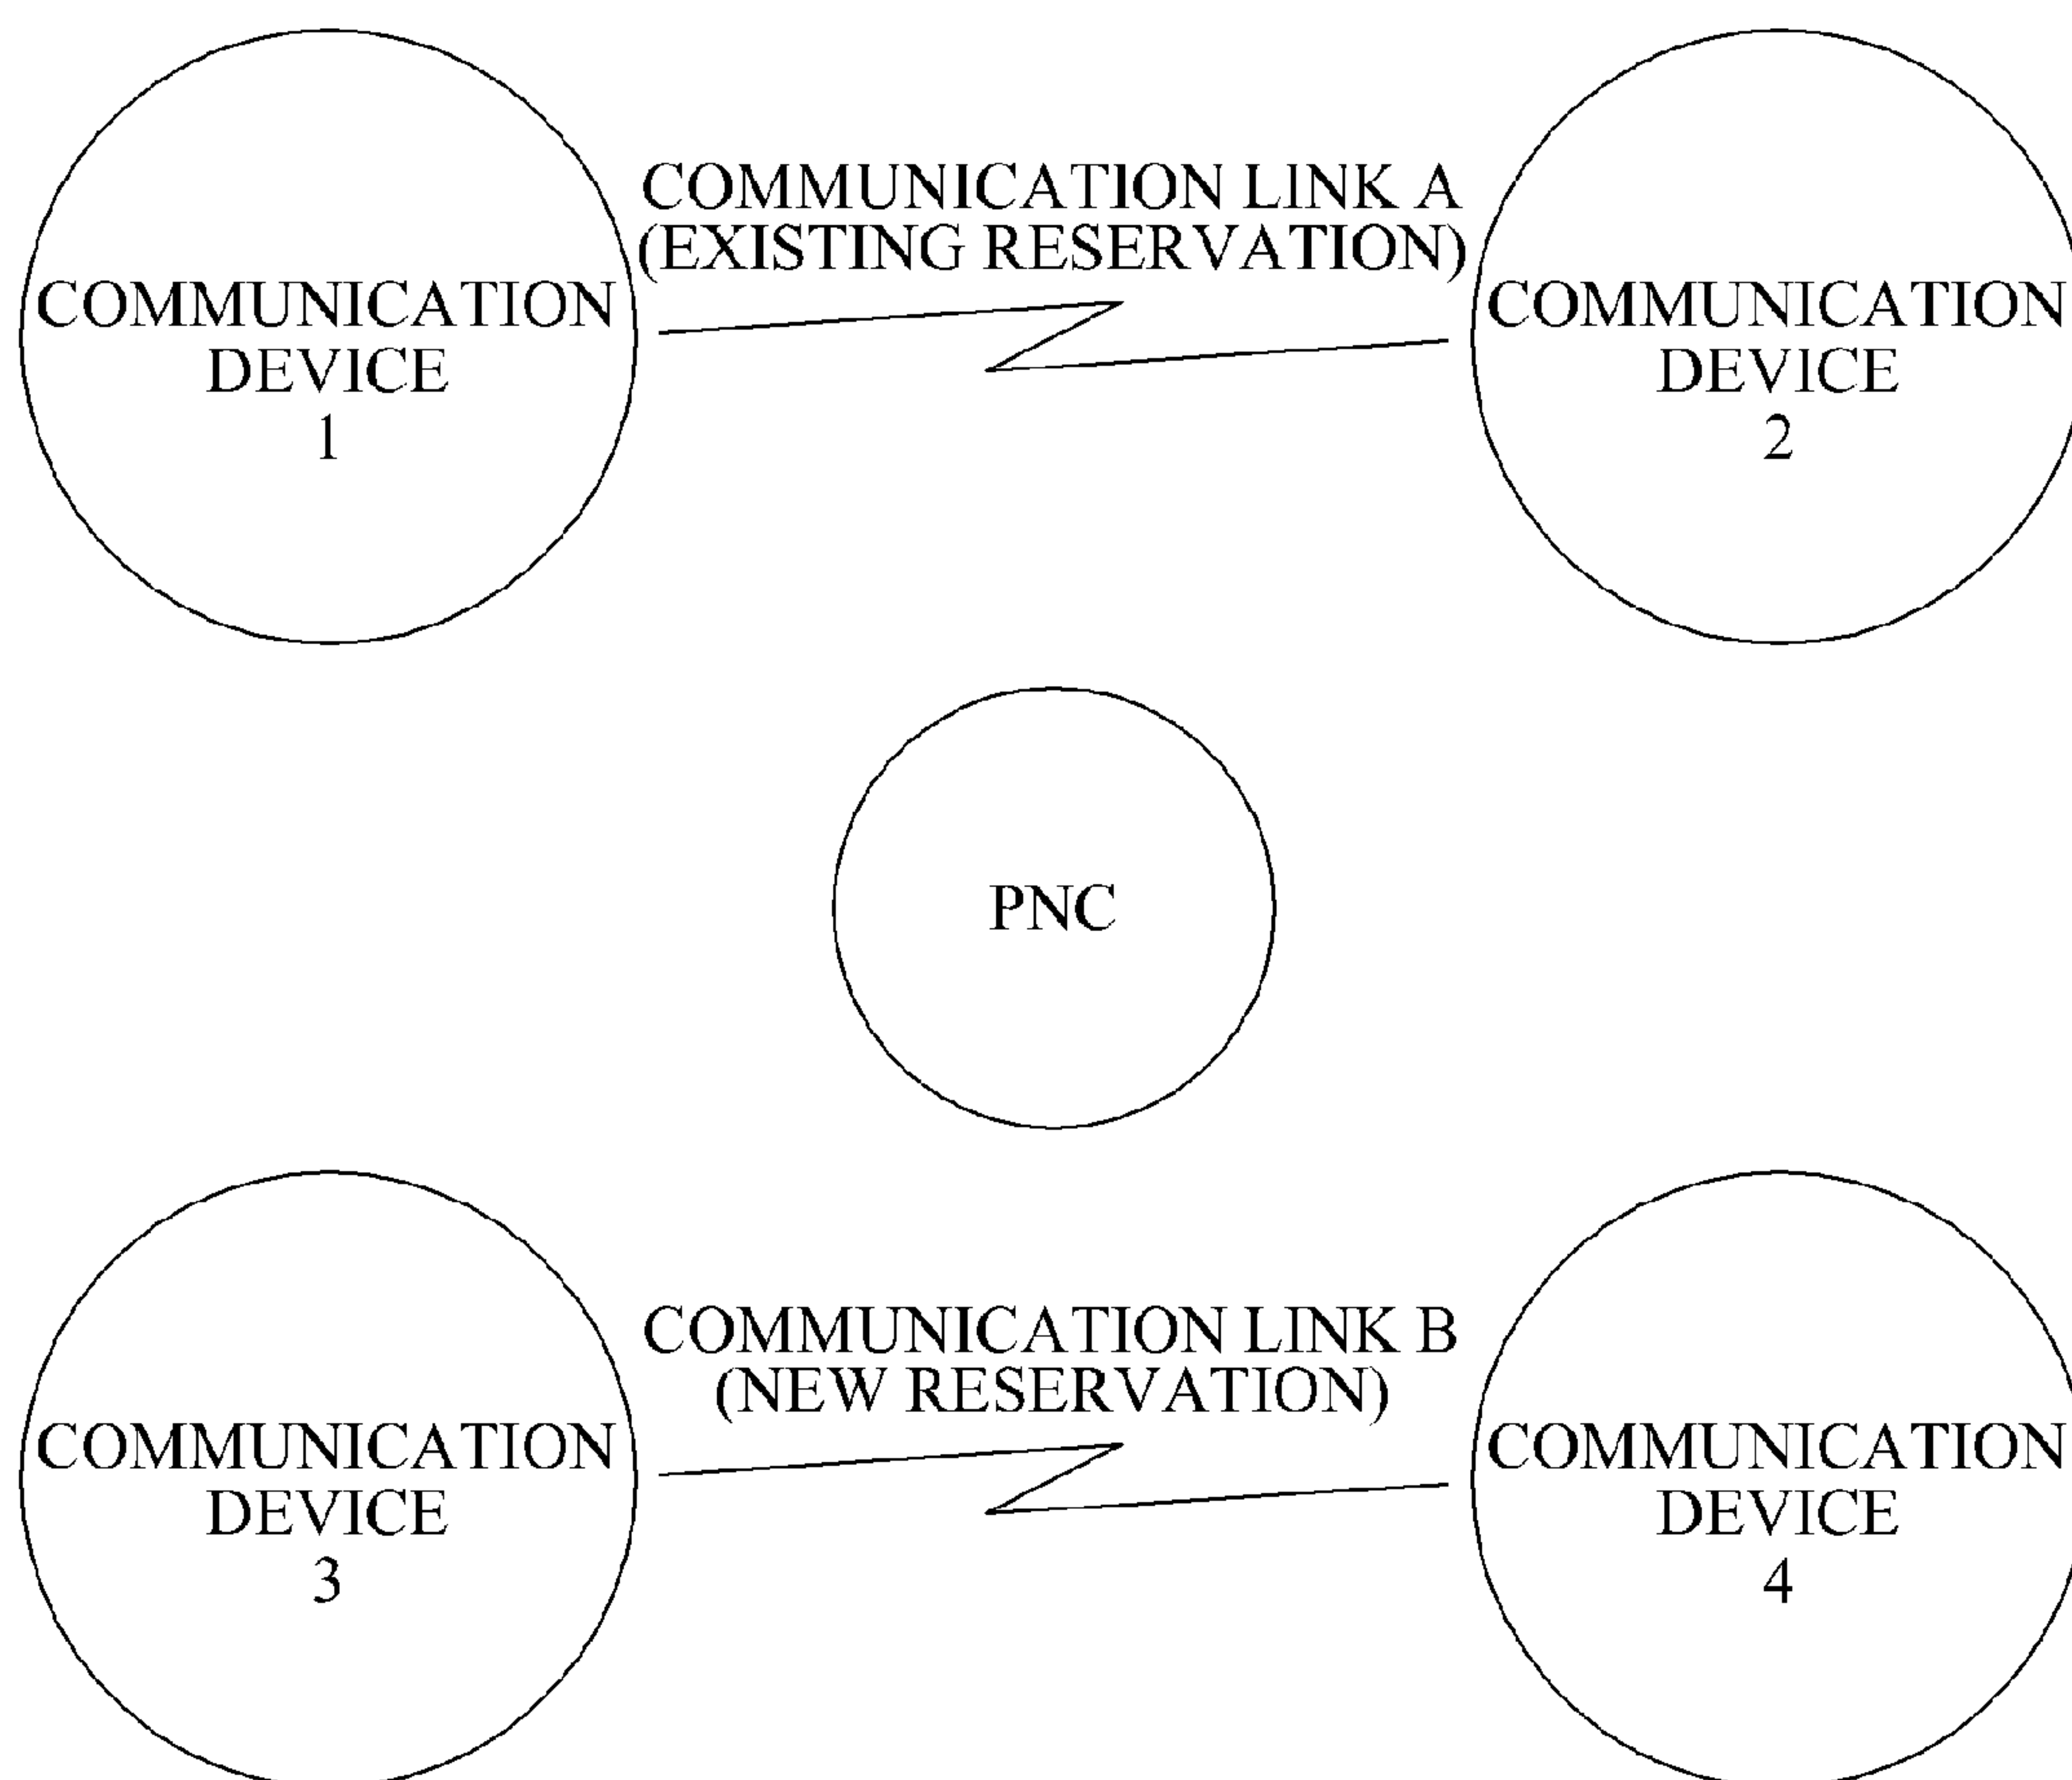 COMMUNICATION LINK A
(EXISTING RESERVATION)
COMMUNICATION
DEVICE
1
COMMUNICATION
DEVICE
2
PNC
COMMUNICATION LINK B
(NEW RESERVATION)
COMMUNICATION
DEVICE
3
COMMUNICATION
DEVICE
4